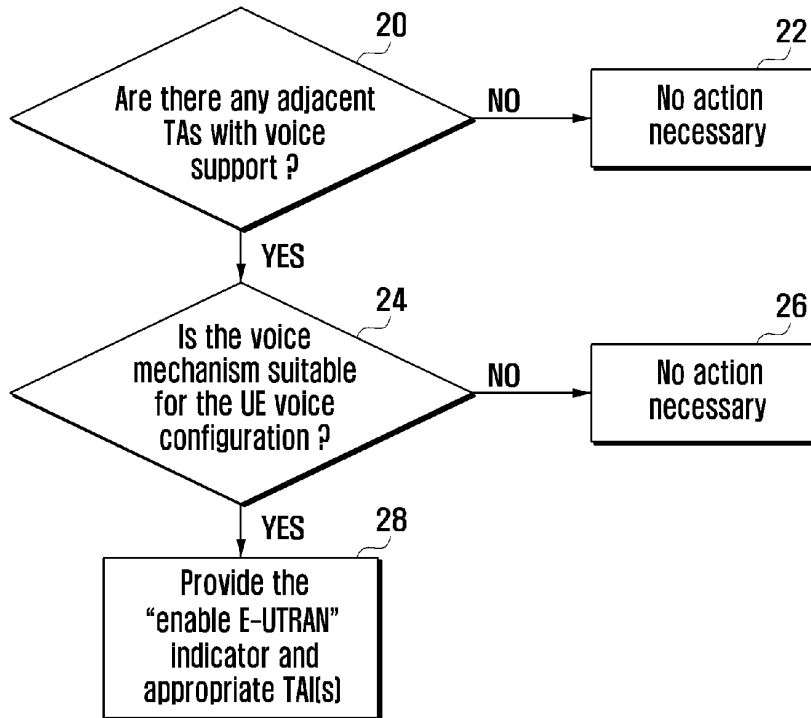 20
Are there any adjacent
TAs with voice
support ?
NO
22
No action
necessary
YES
24
Is the voice
mechanism suitable
for the UE voice
configuration ?
NO
26
No action
necessary
YES
28
Provide the
“enable E-UTRAN”
indicator and
appropriate TAI(s)